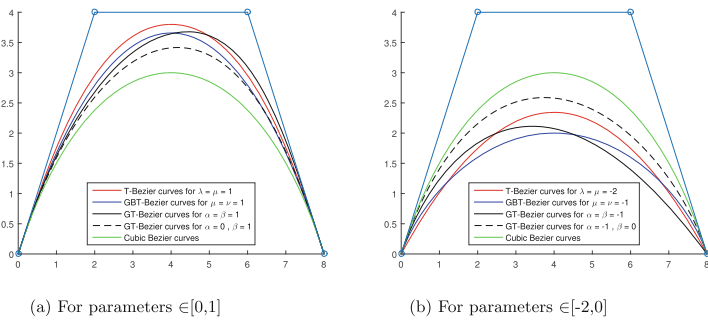 4
3.5
3
2.5
2
1.5
1
0.5
0
0 1 2 3 4 5 6 7 8
T-Bezier curves for λ = μ = 1
GBT-Bezier curves for μ = ν = 1
GT-Bezier curves for α = β = 1
GT-Bezier curves for α = 0 , β = 1
Cubic Bezier curves
(a) For parameters ∈[0,1]
4
3.5
3
2.5
2
1.5
1
0.5
0
0 1 2 3 4 5 6 7 8
T-Bezier curves for λ = μ = -2
GBT-Bezier curves for μ = ν = -1
GT-Bezier curves for α = β = -1
GT-Bezier curves for α = -1 , β = 0
Cubic Bezier curves
(b) For parameters ∈[-2,0]